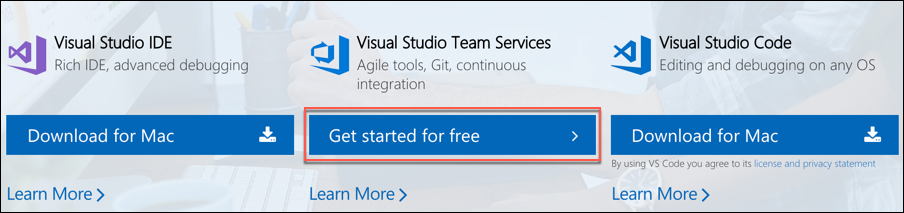 Visual Studio IDE
Rich IDE, advanced debugging
Download for Mac
Learn More
Visual Studio Team Services
Agile tools, Git, continuous
integration
Get started for free
Learn More
Visual Studio Code
Editing and debugging on any OS
Download for Mac
By using VS Code you agree to its license and privacy statement
Learn More